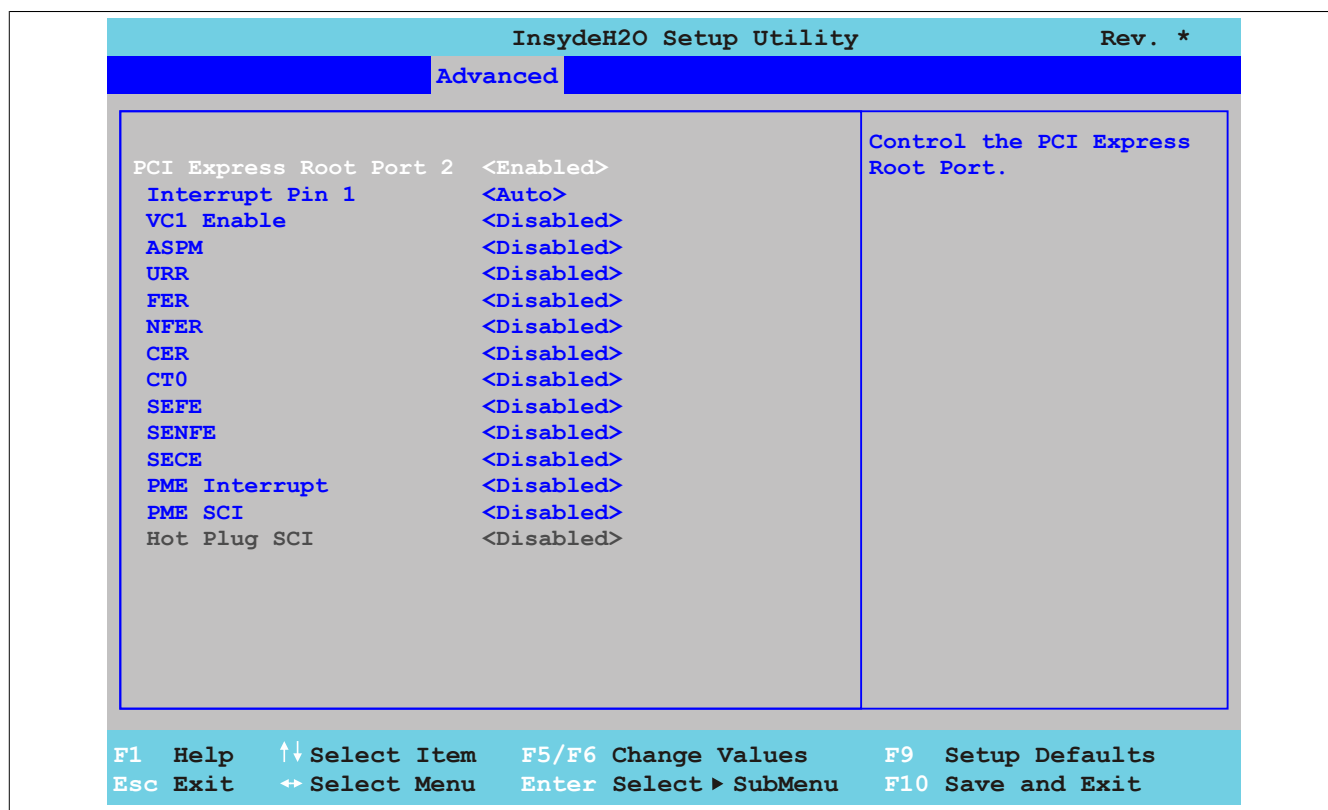 InsydeH2O Setup Utility Rev. *
Advanced
PCI Express Root Port 2 <Enabled>
Interrupt Pin 1 <Auto>
VC1 Enable <Disabled>
ASPM <Disabled>
URR <Disabled>
FER <Disabled>
NFER <Disabled>
CER <Disabled>
CT0 <Disabled>
SEFE <Disabled>
SENFE <Disabled>
SECE <Disabled>
PME Interrupt <Disabled>
PME SCI <Disabled>
Hot Plug SCI <Disabled>
Control the PCI Express
Root Port.
F1 Help ↑↓ Select Item F5/F6 Change Values F9 Setup Defaults
Esc Exit ↔ Select Menu Enter Select ▶ SubMenu F10 Save and Exit